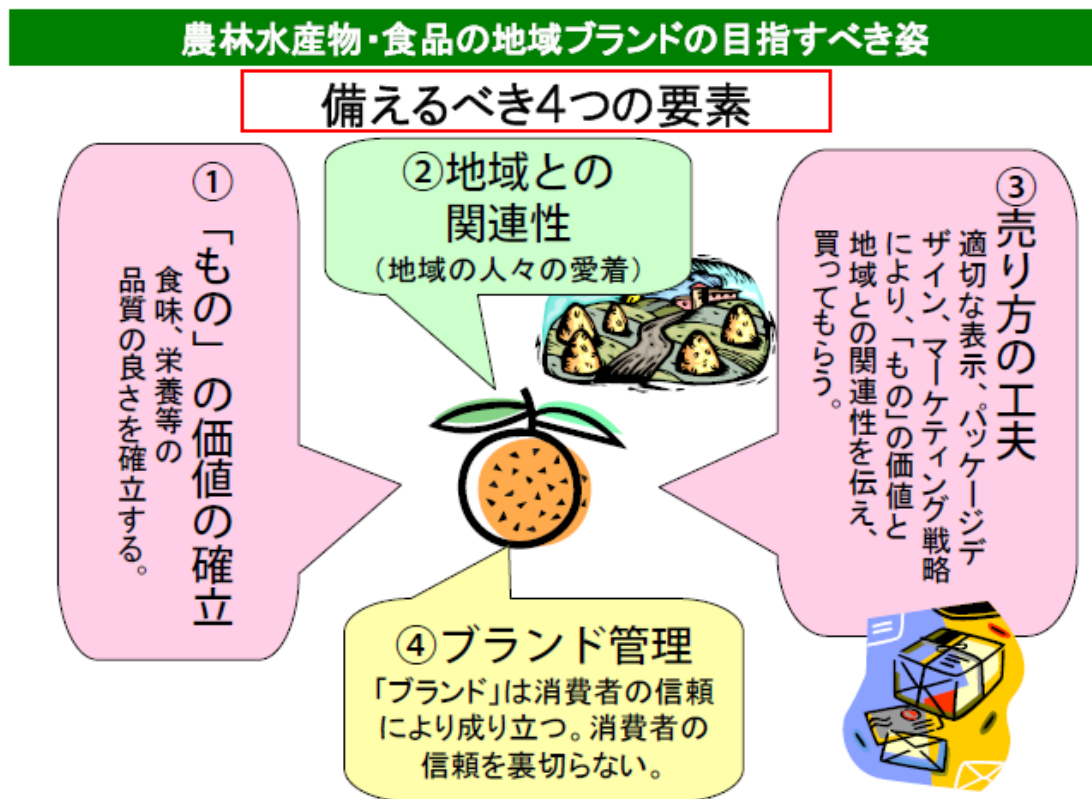 農林水産物・食品の地域ブランドの目指すべき姿
備えるべき4つの要素
①「もの」の価値の確立
食味、栄養等の
品質の良さを確立する。
②地域との
関連性
（地域の人々の愛着）
③売り方の工夫
適切な表示、パッケージデ
ザイン、マーケティング戦略
により、「もの」の価値と
地域との関連性を伝え、
買ってもらう。
④ブランド管理
「ブランド」は消費者の信頼
により成り立つ。消費者の
信頼を裏切らない。